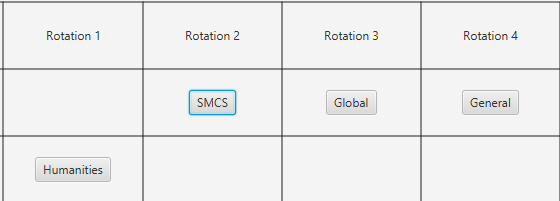 Rotation 1 Rotation 2 Rotation 3 Rotation 4
SMCS Global General
Humanities